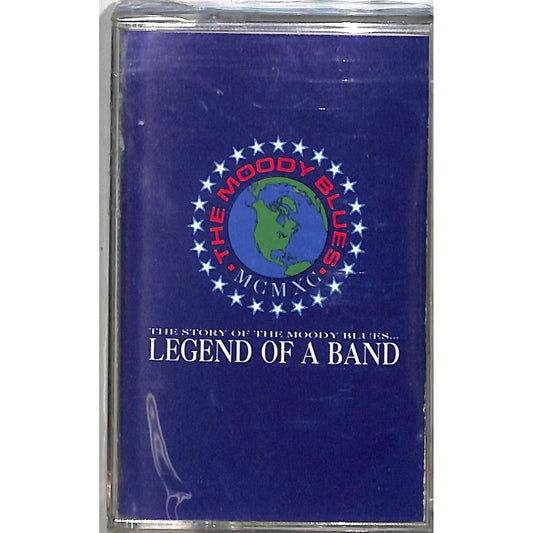 THE MOODY BLUES
MCMXC
THE STORY OF THE MOODY BLUES...
LEGEND OF A BAND